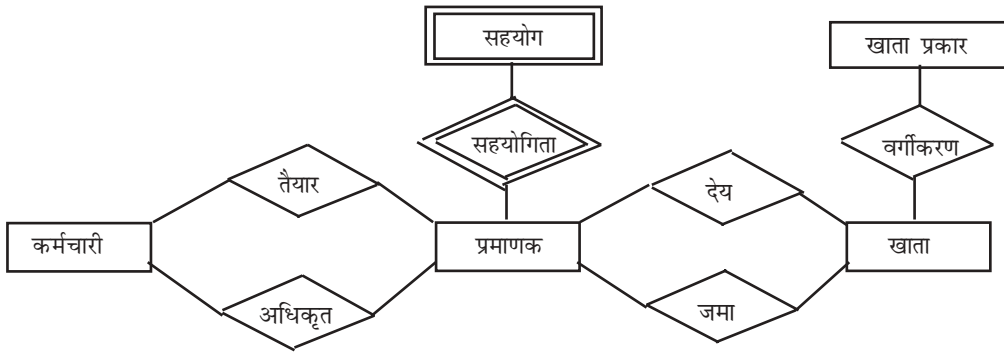 सहयोग
खाता प्रकार
सहयोगिता
वर्गीकरण
तैयार
देय
कर्मचारी
प्रमाणक
खाता
अधिकृत
जमा